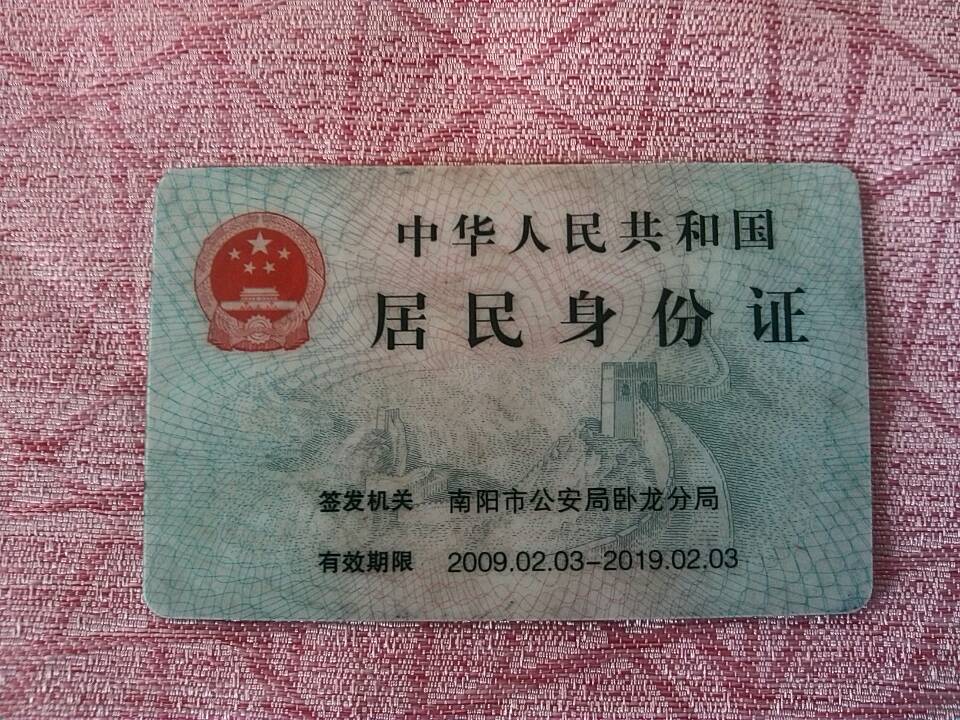 中华人民共和国
居民身份证
签发机关 南阳市公安局卧龙分局
有效期限 2009.02.03-2019.02.03